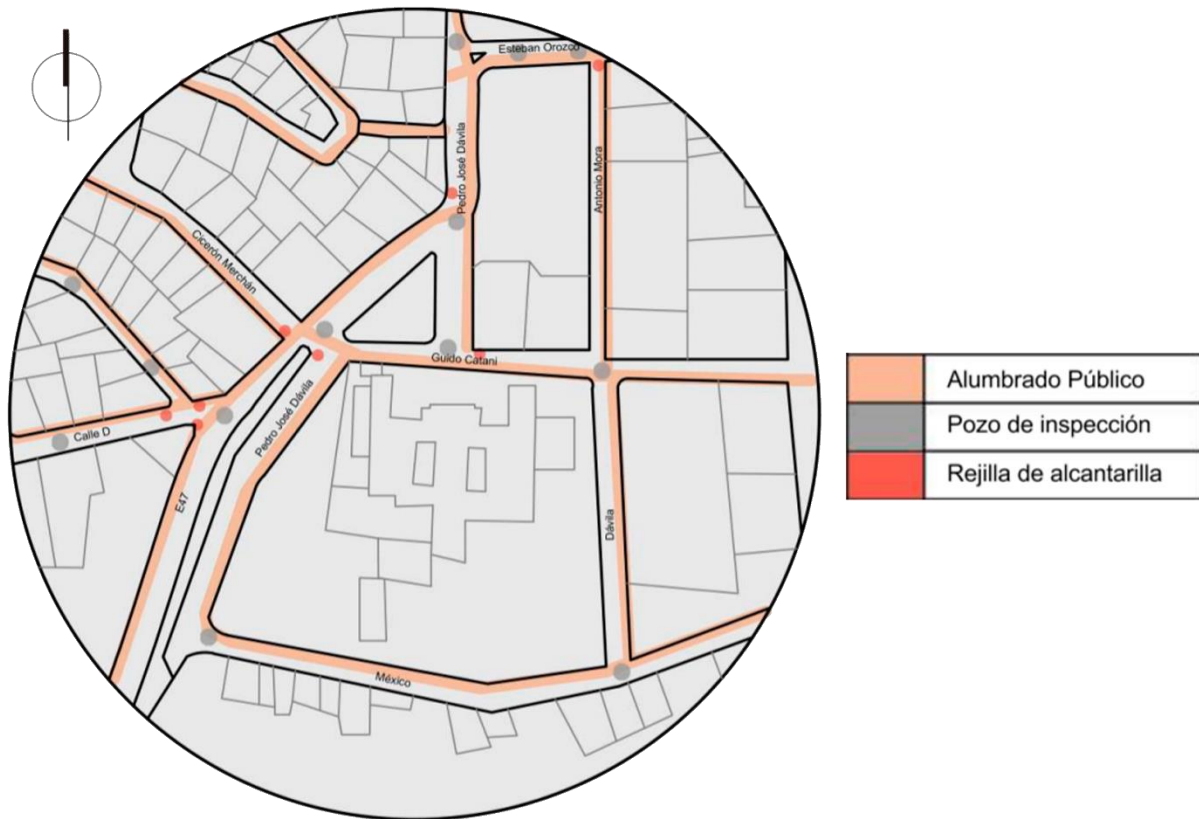 Esteban Orozco
Pedro José Dávila
Antonio Mora
Cicerón Merchán
Guido Catani
Pedro José Dávila
Calle D
E47
Dávila
México
Alumbrado Público
Pozo de inspección
Rejilla de alcantarilla